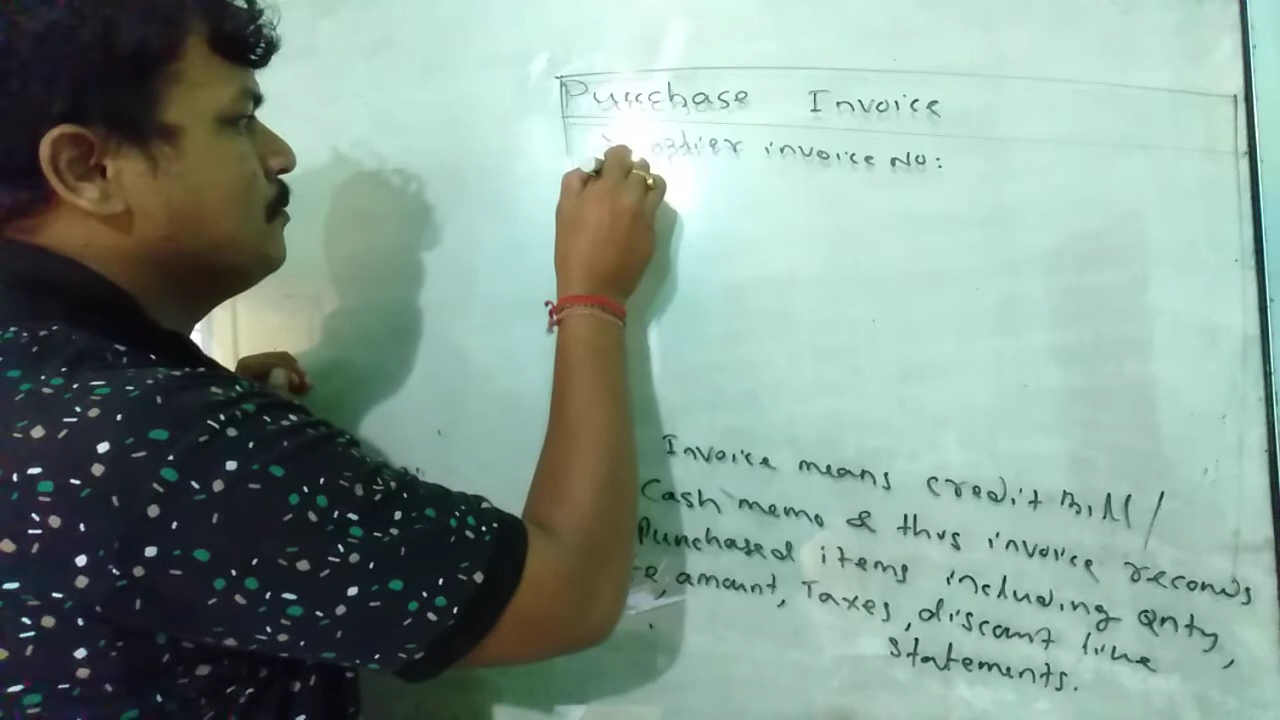 Purchase Invoice
invoice No:
Invoice means credit Bill /
Cash memo & thus invoice records
Purchased items including qnty,
amount, Taxes, discount like
Statements.